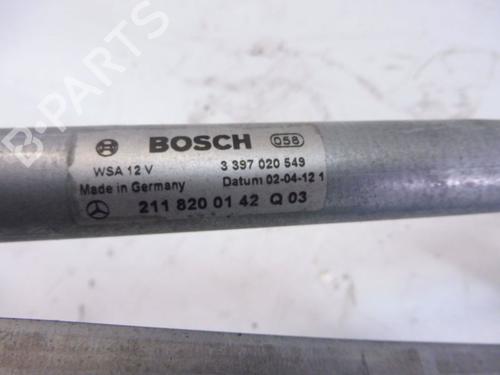 BOSCH 058
WSA 12 V 3 397 020 549
Made in Germany Datum 02-04-12 1
211 820 01 42 Q 03
B-PARTS